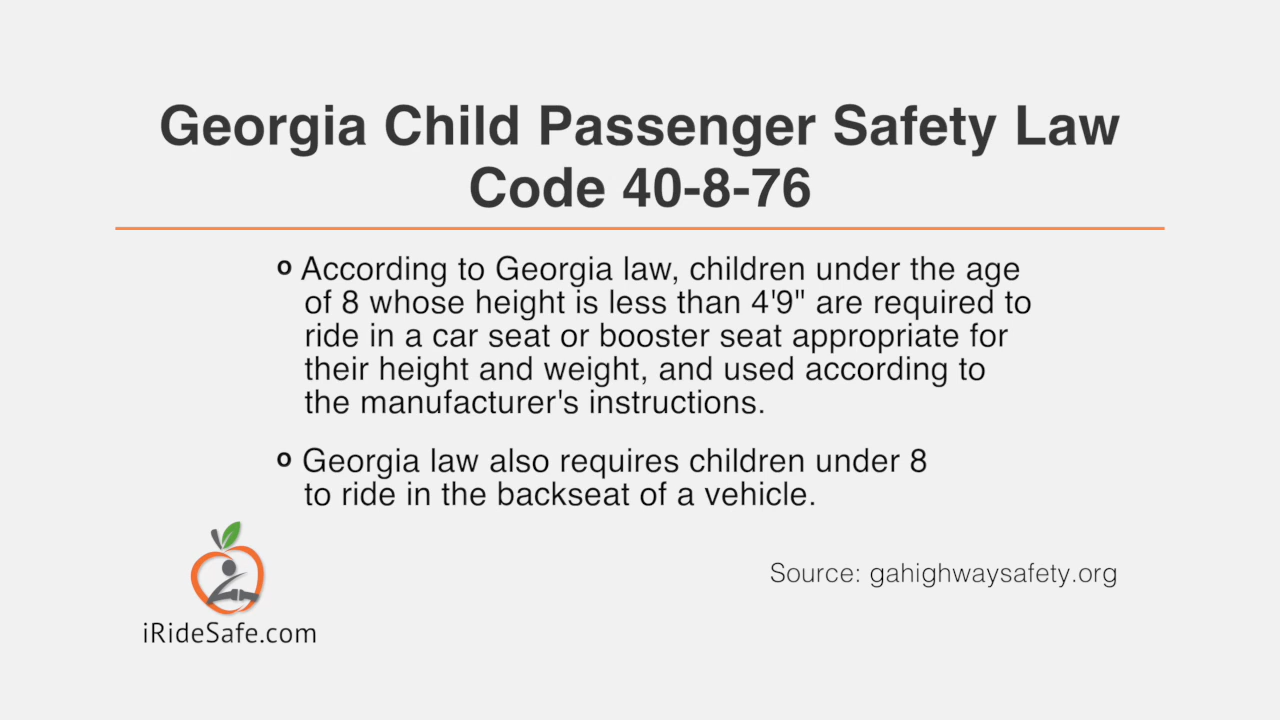 Georgia Child Passenger Safety Law
Code 40-8-76
o According to Georgia law, children under the age
of 8 whose height is less than 4'9" are required to
ride in a car seat or booster seat appropriate for
their height and weight, and used according to
the manufacturer's instructions.
o Georgia law also requires children under 8
to ride in the backseat of a vehicle.
Source: gahighwaysafety.org
iRideSafe.com